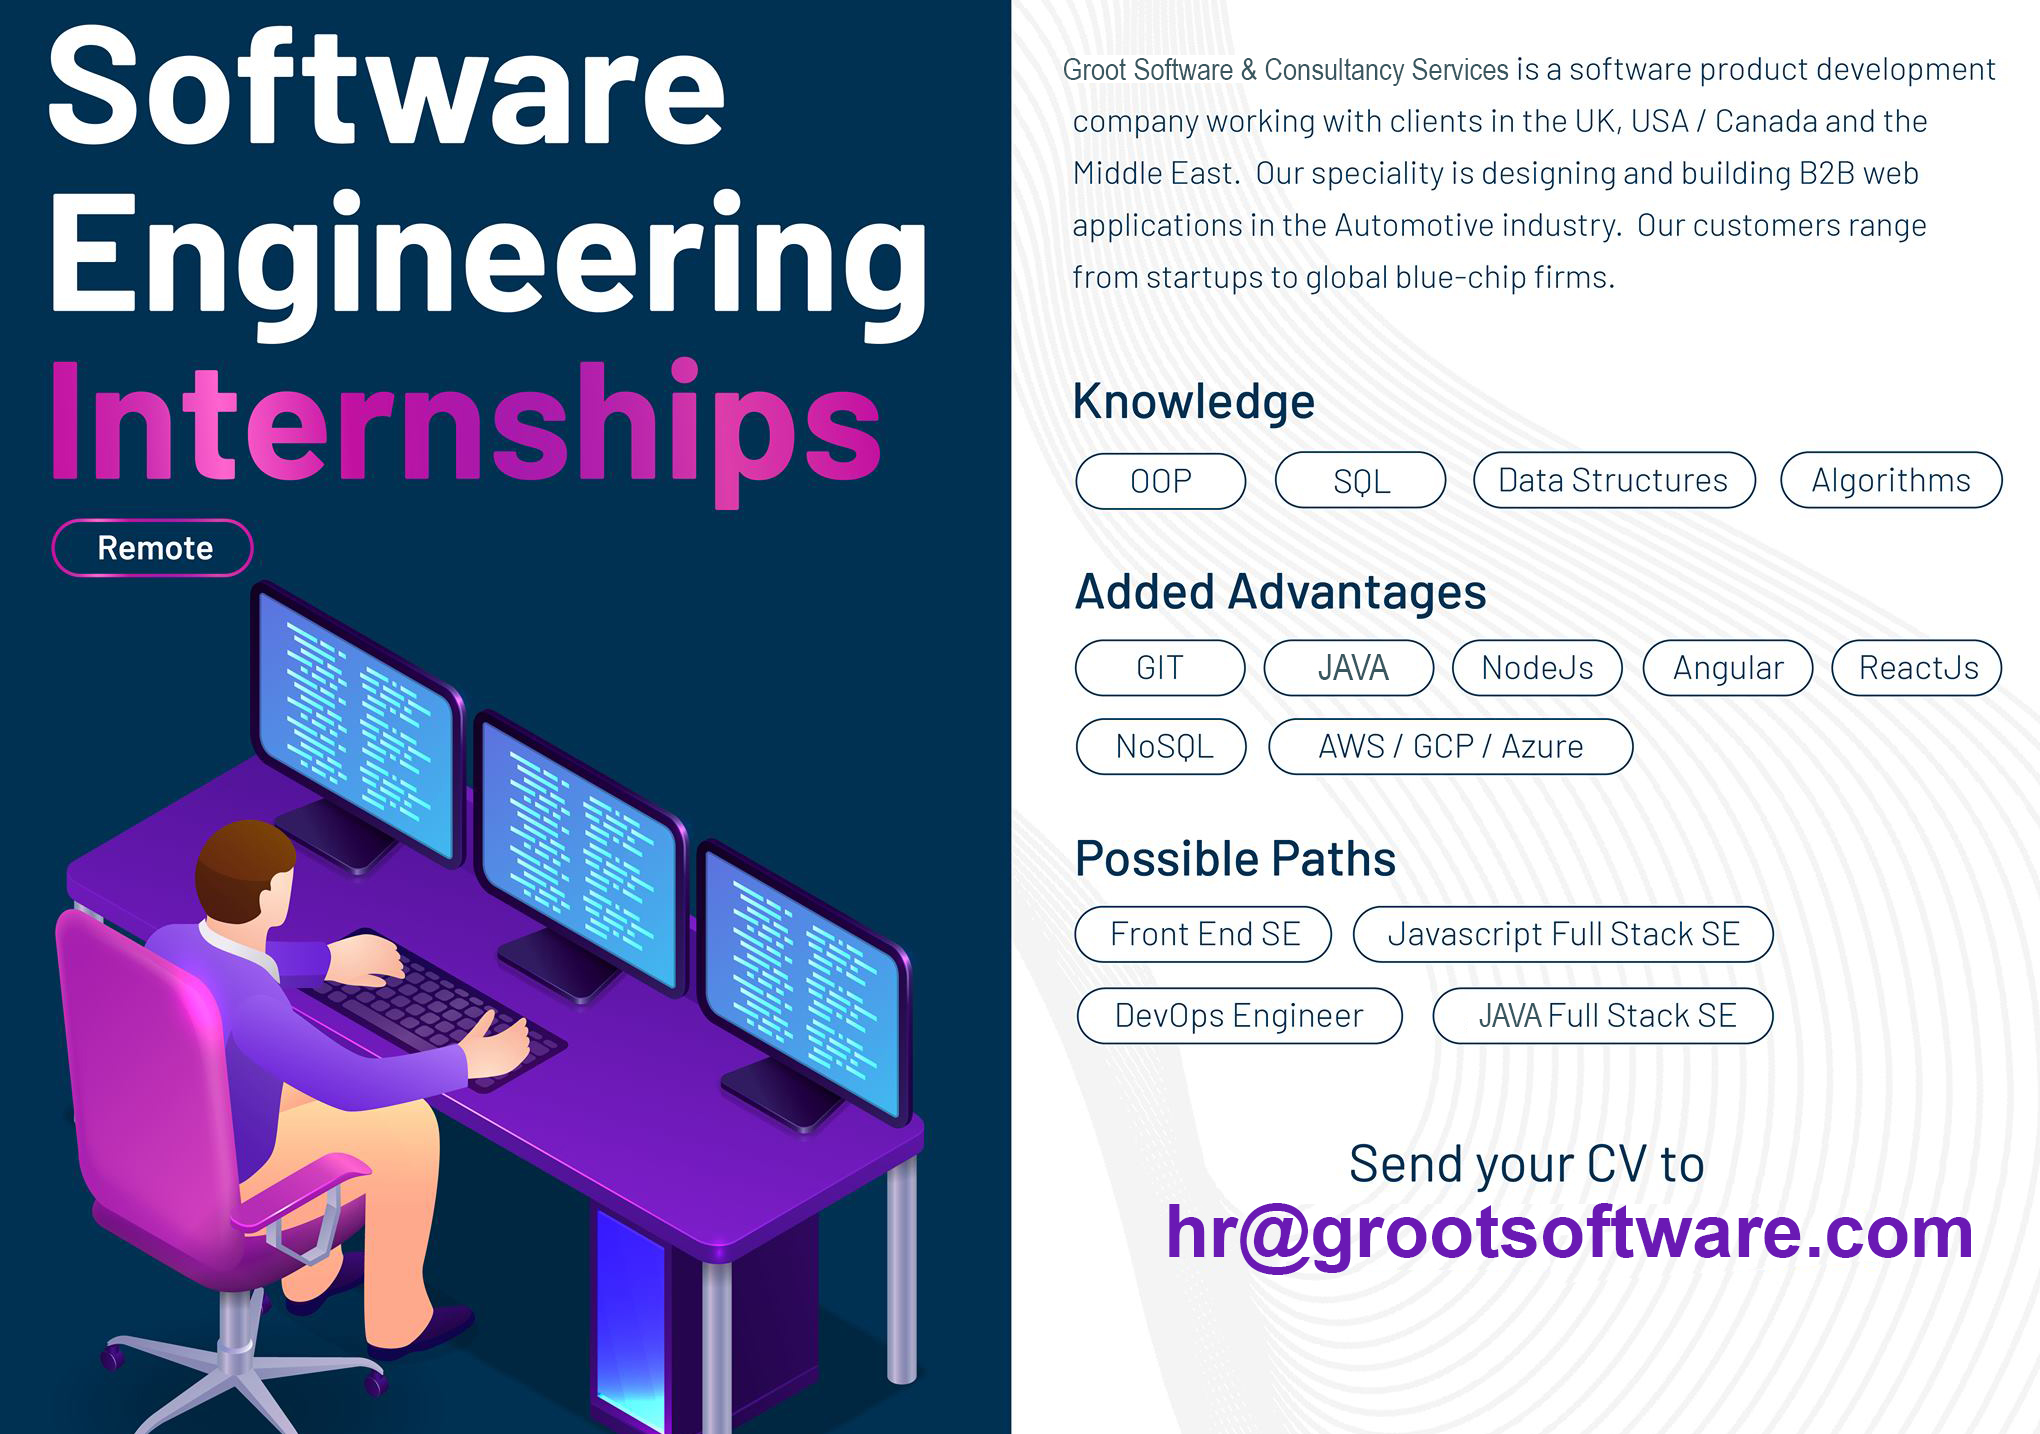 Software
Engineering
Internships
Remote
Groot Software & Consultancy Services is a software product development
company working with clients in the UK, USA / Canada and the
Middle East. Our speciality is designing and building B2B web
applications in the Automotive industry. Our customers range
from startups to global blue-chip firms.
Knowledge
OOP SQL Data Structures Algorithms
Added Advantages
GIT JAVA NodeJs Angular ReactJs
NoSQL AWS / GCP / Azure
Possible Paths
Front End SE Javascript Full Stack SE
DevOps Engineer JAVA Full Stack SE
Send your CV to
hr@grootsoftware.com